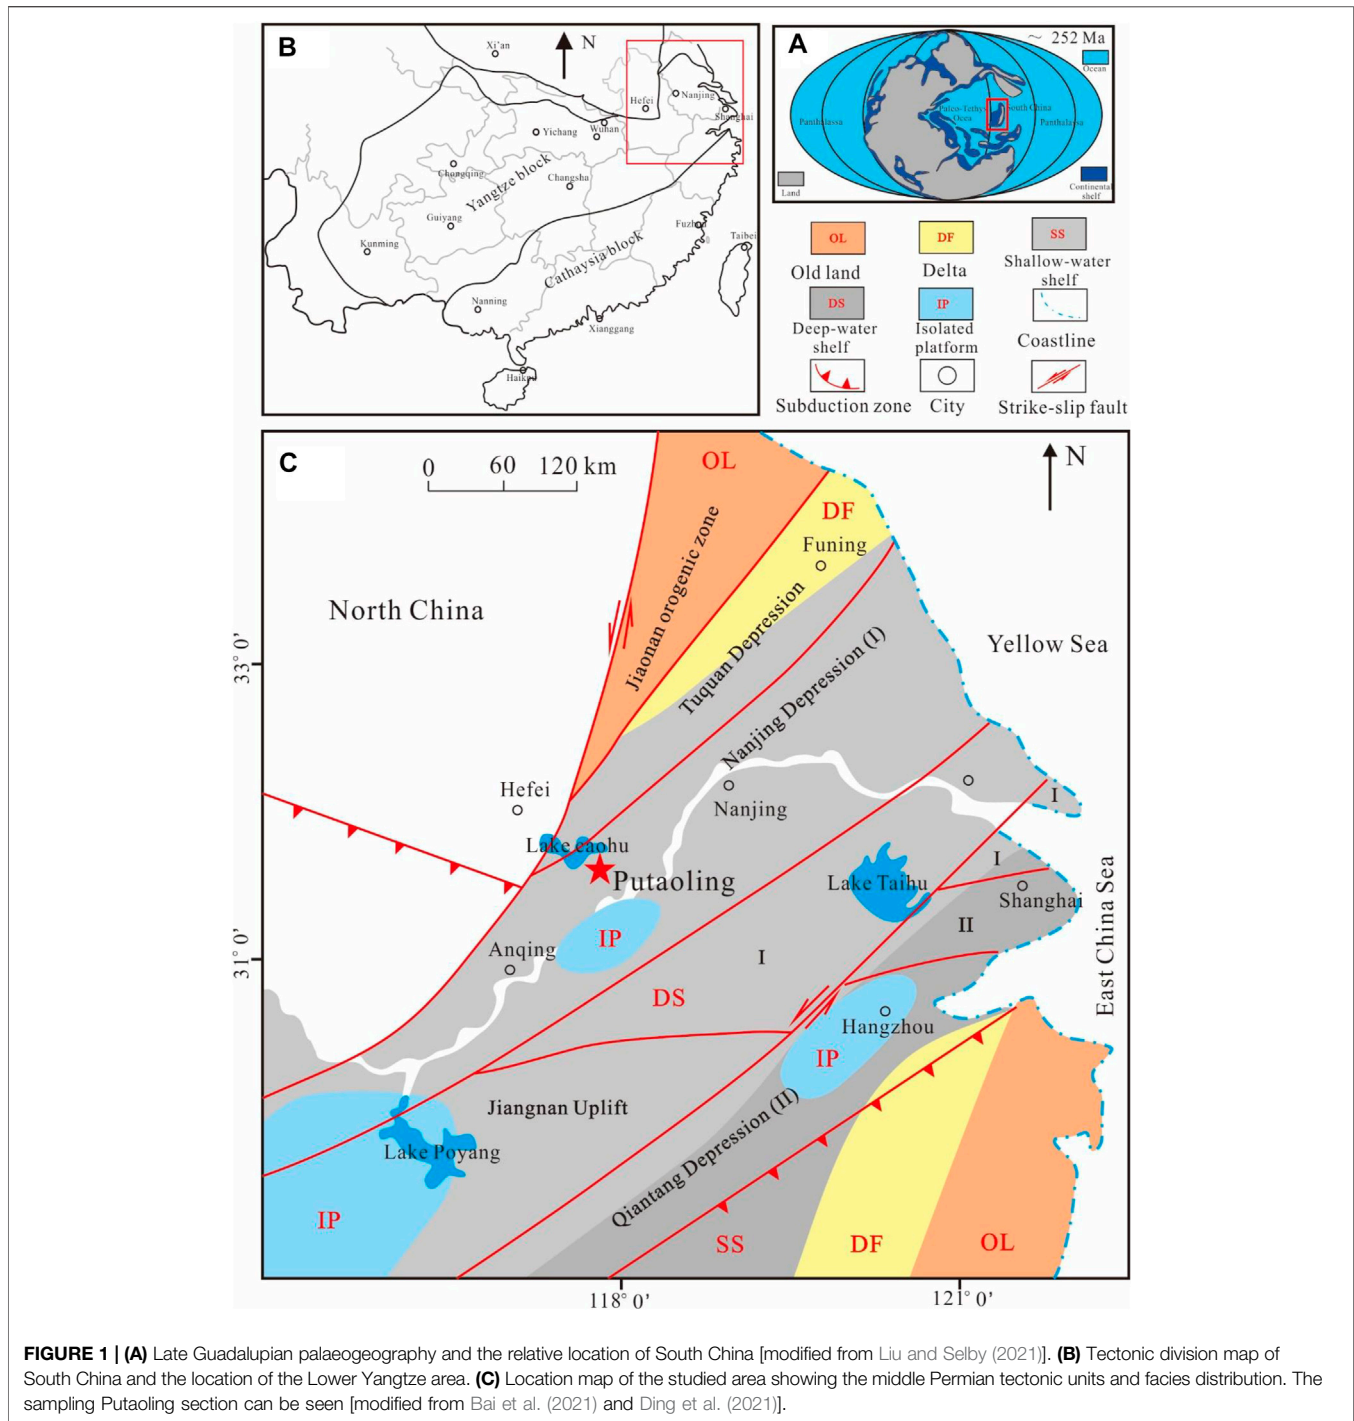 B
N
Xi'an
Hefei
Nanjing
Shanghai
Yichang
Wuhan
Chongqing
Yangtze block
Changsha
Guiyang
Kunming
Fuzhou
Taibei
Cathaysia block
Nanning
Xianggang
Haikou
A
~ 252 Ma
Ocean
Panthalassa
Paleo-Tethys
Ocea
South China
Panthalassa
Land
Continental
shelf
OL
Old land
DF
Delta
SS
Shallow-water
shelf
DS
Deep-water
shelf
IP
Isolated
platform
Coastline
Subduction zone
City
Strike-slip fault
C
0 60 120 km
N
OL
DF
Funing
Jiaonan orogenic zone
North China
Tuquan Depression
Yellow Sea
33° 0'
Nanjing Depression (I)
Hefei
Nanjing
I
Lake caohu
Putaoling
Lake Taihu
I
Shanghai
II
East China Sea
IP
Anqing
31° 0'
I
DS
Hangzhou
IP
Jiangnan Uplift
Qiantang Depression (II)
Lake Poyang
IP
SS
DF
OL
118° 0'
121° 0'
FIGURE 1 | (A) Late Guadalupian palaeogeography and the relative location of South China [modified from Liu and Selby (2021)]. (B) Tectonic division map of
South China and the location of the Lower Yangtze area. (C) Location map of the studied area showing the middle Permian tectonic units and facies distribution. The
sampling Putaoling section can be seen [modified from Bai et al. (2021) and Ding et al. (2021)].